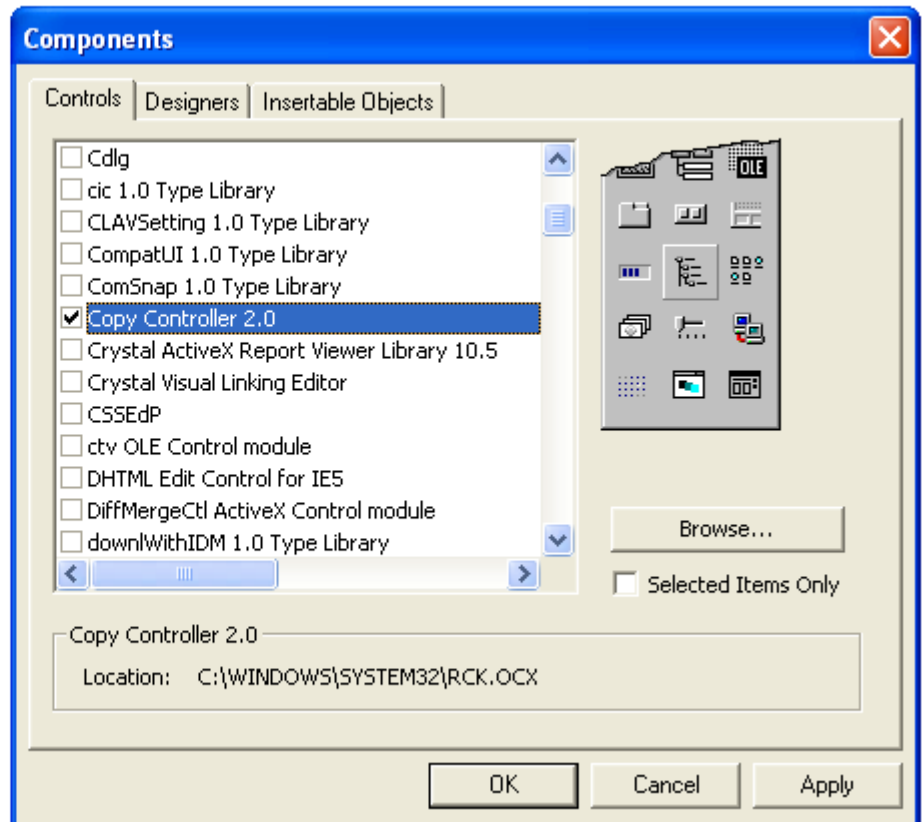 Components
Controls Designers Insertable Objects
Cdlg
cic 1.0 Type Library
CLAVSetting 1.0 Type Library
CompatUI 1.0 Type Library
ComSnap 1.0 Type Library
Copy Controller 2.0
Crystal ActiveX Report Viewer Library 10.5
Crystal Visual Linking Editor
CSSEdP
ctv OLE Control module
DHTML Edit Control for IE5
DiffMergeCtl ActiveX Control module
downlWithIDM 1.0 Type Library
OLE
Browse...
Selected Items Only
Copy Controller 2.0
Location: C:\WINDOWS\SYSTEM32\RCK.OCX
OK Cancel Apply